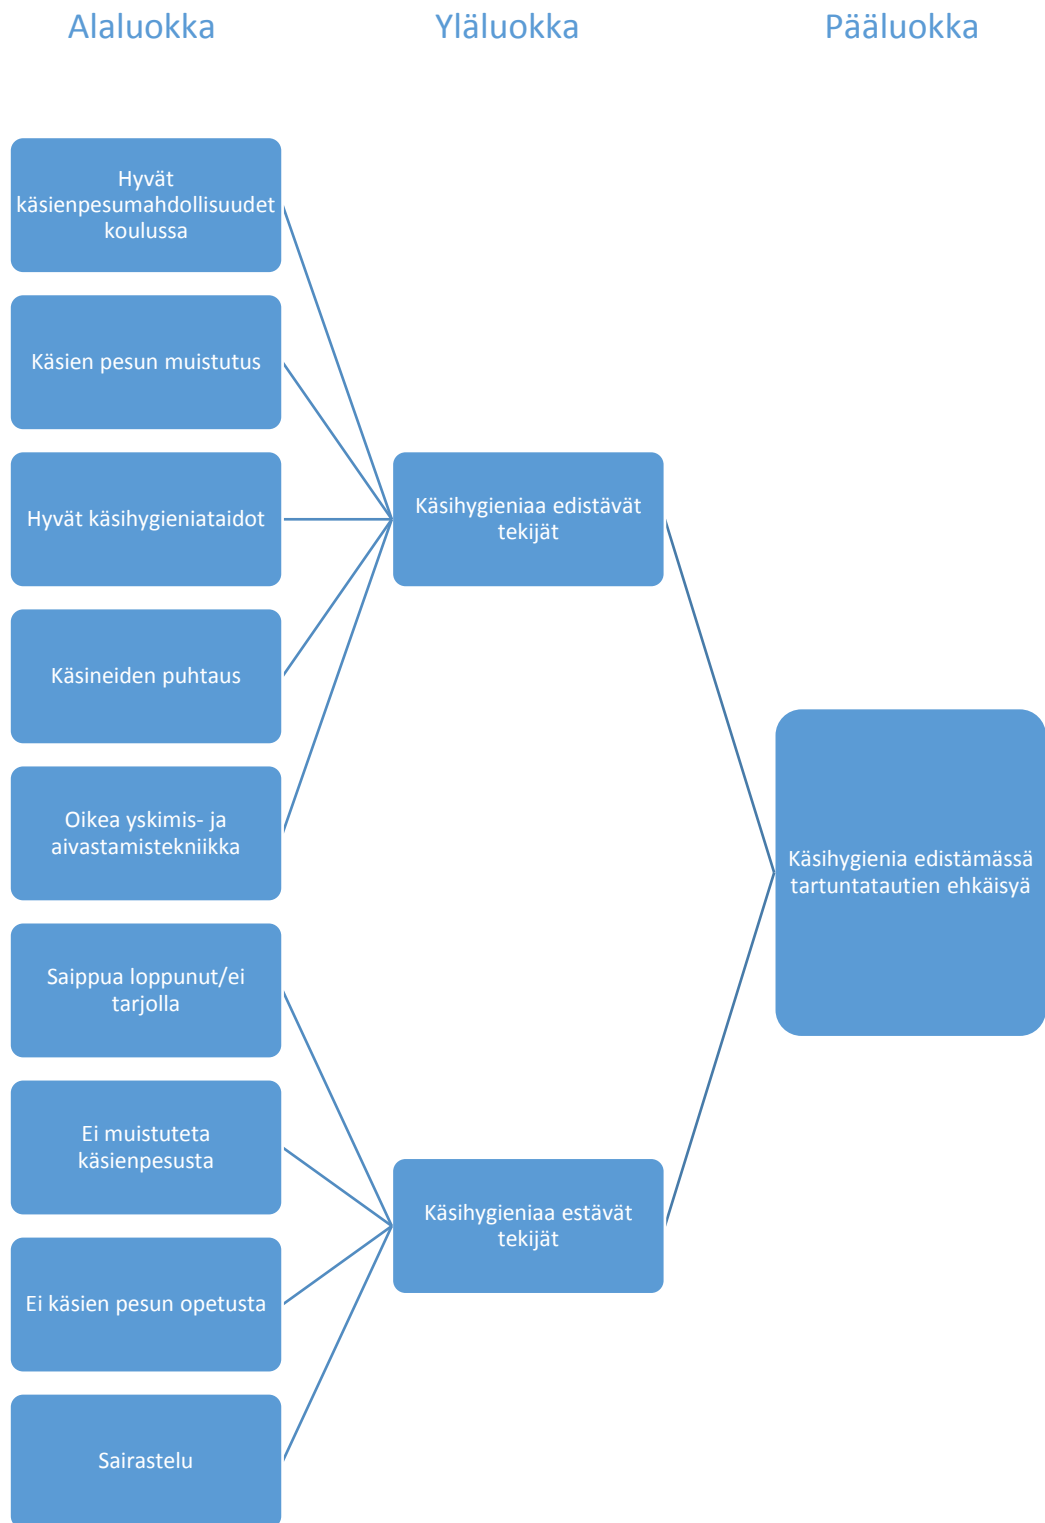 Alaluokka
Yläluokka
Pääluokka
Hyvät
käsienpesumahdollisuudet
koulussa
Käsien pesun muistutus
Hyvät käsihygieniataidot
Käsineiden puhtaus
Oikea yskimis- ja
aivastamistekniikka
Saippua loppunut/ei
tarjolla
Ei muistuteta
käsienpesusta
Ei käsien pesun opetusta
Sairastelu
Käsihygieniaa edistävät
tekijät
Käsihygieniaa estävät
tekijät
Käsihygienia edistämässä
tartuntatautien ehkäisyä